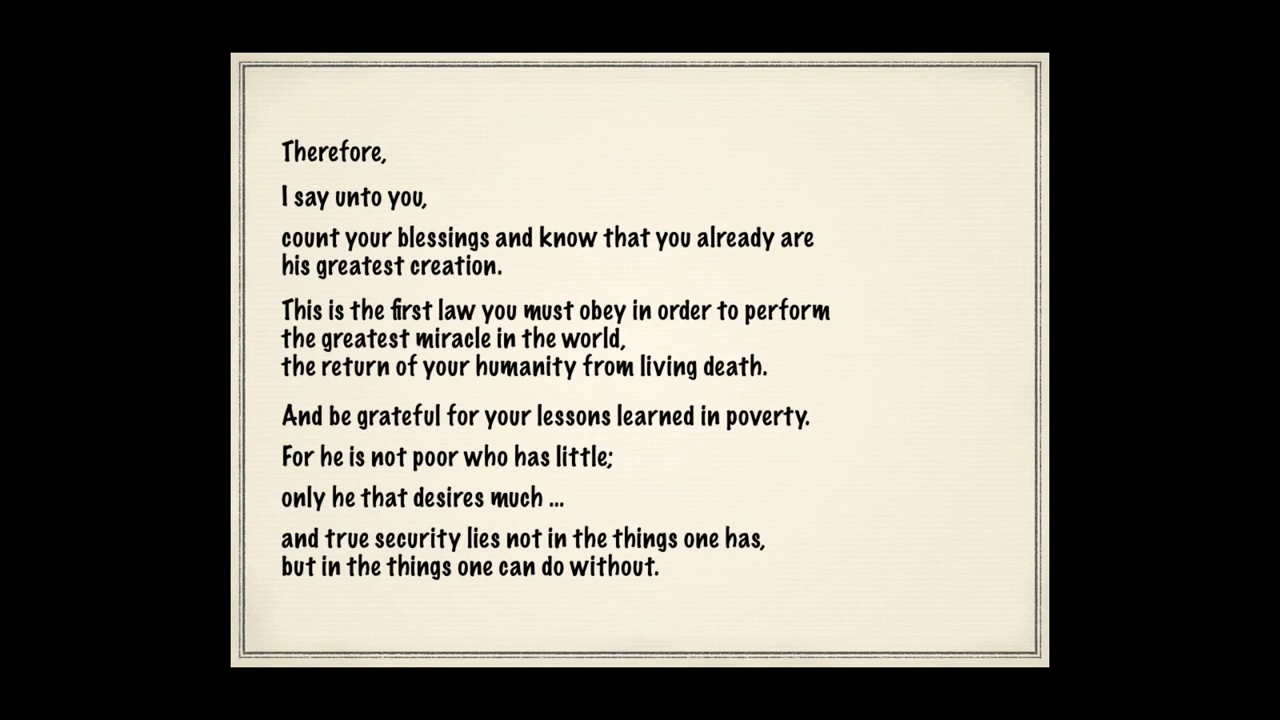 Therefore,
I say unto you,
count your blessings and know that you already are
his greatest creation.
This is the first law you must obey in order to perform
the greatest miracle in the world,
the return of your humanity from living death.
And be grateful for your lessons learned in poverty.
For he is not poor who has little;
only he that desires much ...
and true security lies not in the things one has,
but in the things one can do without.